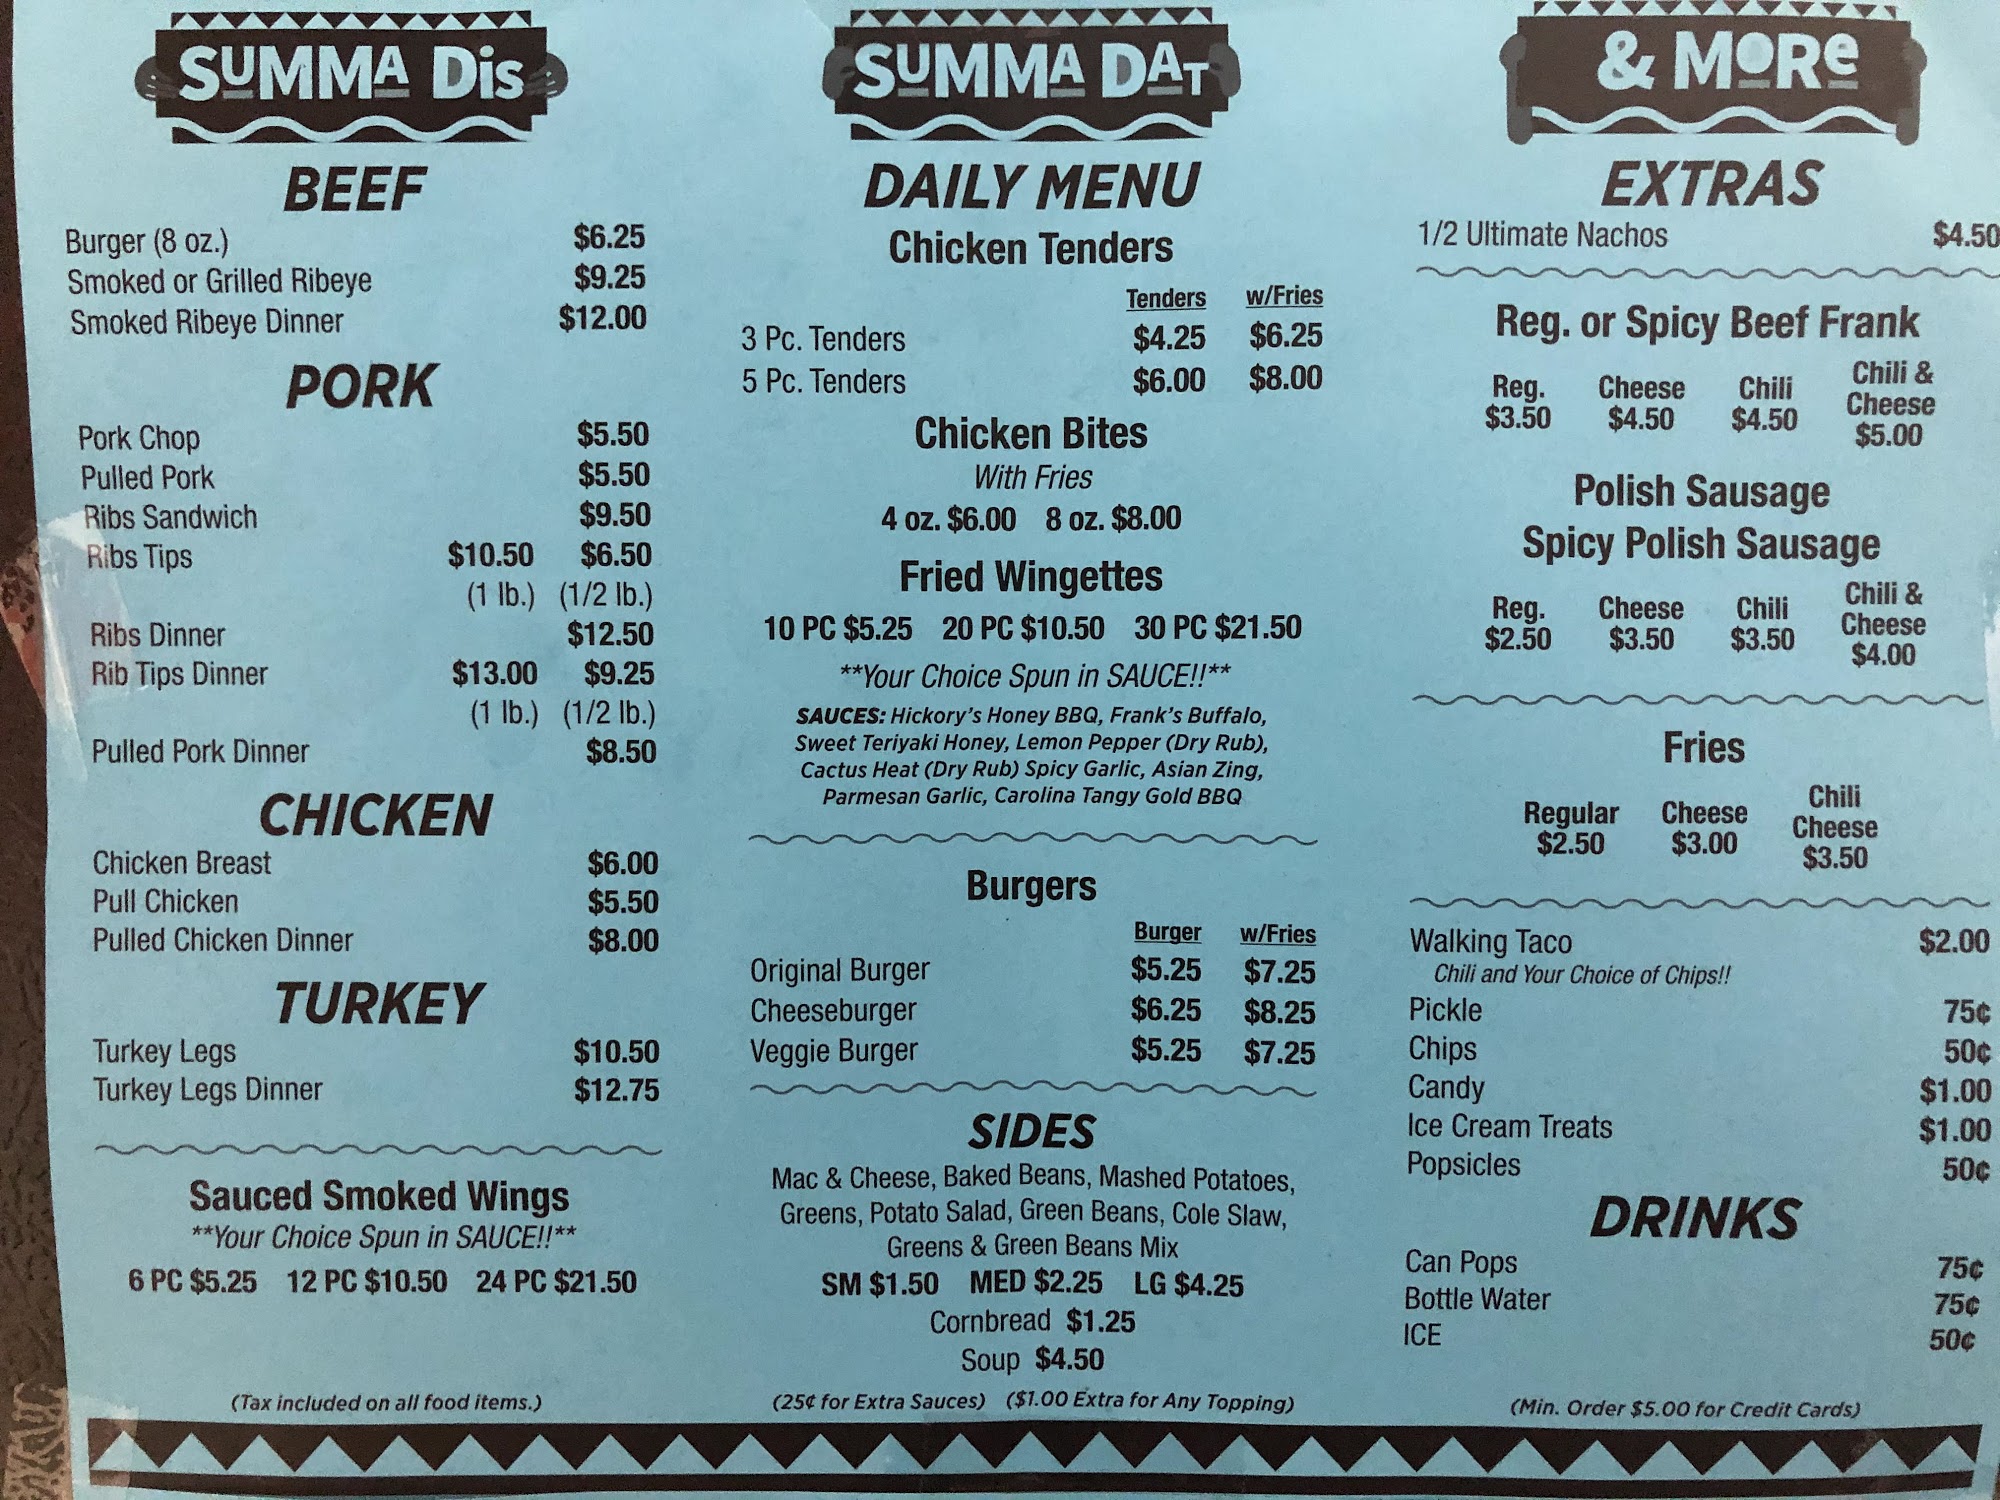 SUMMA Dis
BEEF
Burger (8 oz.) $6.25
Smoked or Grilled Ribeye $9.25
Smoked Ribeye Dinner $12.00
PORK
Pork Chop $5.50
Pulled Pork $5.50
Ribs Sandwich $9.50
Ribs Tips $10.50 $6.50
(1 lb.) (1/2 lb.)
Ribs Dinner $12.50
Rib Tips Dinner $13.00 $9.25
(1 lb.) (1/2 lb.)
Pulled Pork Dinner $8.50
CHICKEN
Chicken Breast $6.00
Pull Chicken $5.50
Pulled Chicken Dinner $8.00
TURKEY
Turkey Legs $10.50
Turkey Legs Dinner $12.75
Sauced Smoked Wings
**Your Choice Spun in SAUCE!!**
6 PC $5.25 12 PC $10.50 24 PC $21.50
(Tax included on all food items.)
SUMMA DAT
DAILY MENU
Chicken Tenders
Tenders w/Fries
3 Pc. Tenders $4.25 $6.25
5 Pc. Tenders $6.00 $8.00
Chicken Bites
With Fries
4 oz. $6.00 8 oz. $8.00
Fried Wingettes
10 PC $5.25 20 PC $10.50 30 PC $21.50
**Your Choice Spun in SAUCE!!**
SAUCES: Hickory's Honey BBQ, Frank's Buffalo,
Sweet Teriyaki Honey, Lemon Pepper (Dry Rub),
Cactus Heat (Dry Rub) Spicy Garlic, Asian Zing,
Parmesan Garlic, Carolina Tangy Gold BBQ
Burgers
Burger w/Fries
Original Burger $5.25 $7.25
Cheeseburger $6.25 $8.25
Veggie Burger $5.25 $7.25
SIDES
Mac & Cheese, Baked Beans, Mashed Potatoes,
Greens, Potato Salad, Green Beans, Cole Slaw,
Greens & Green Beans Mix
SM $1.50 MED $2.25 LG $4.25
Cornbread $1.25
Soup $4.50
(25¢ for Extra Sauces) ($1.00 Extra for Any Topping)
& MORe
EXTRAS
1/2 Ultimate Nachos $4.50
Reg. or Spicy Beef Frank
Reg. Cheese Chili Chili & Cheese
$3.50 $4.50 $4.50 $5.00
Polish Sausage
Spicy Polish Sausage
Reg. Cheese Chili Chili & Cheese
$2.50 $3.50 $3.50 $4.00
Fries
Regular Cheese Chili Cheese
$2.50 $3.00 $3.50
Walking Taco $2.00
Chili and Your Choice of Chips!!
Pickle 75¢
Chips 50¢
Candy $1.00
Ice Cream Treats $1.00
Popsicles 50¢
DRINKS
Can Pops 75¢
Bottle Water 75¢
ICE 50¢
(Min. Order $5.00 for Credit Cards)